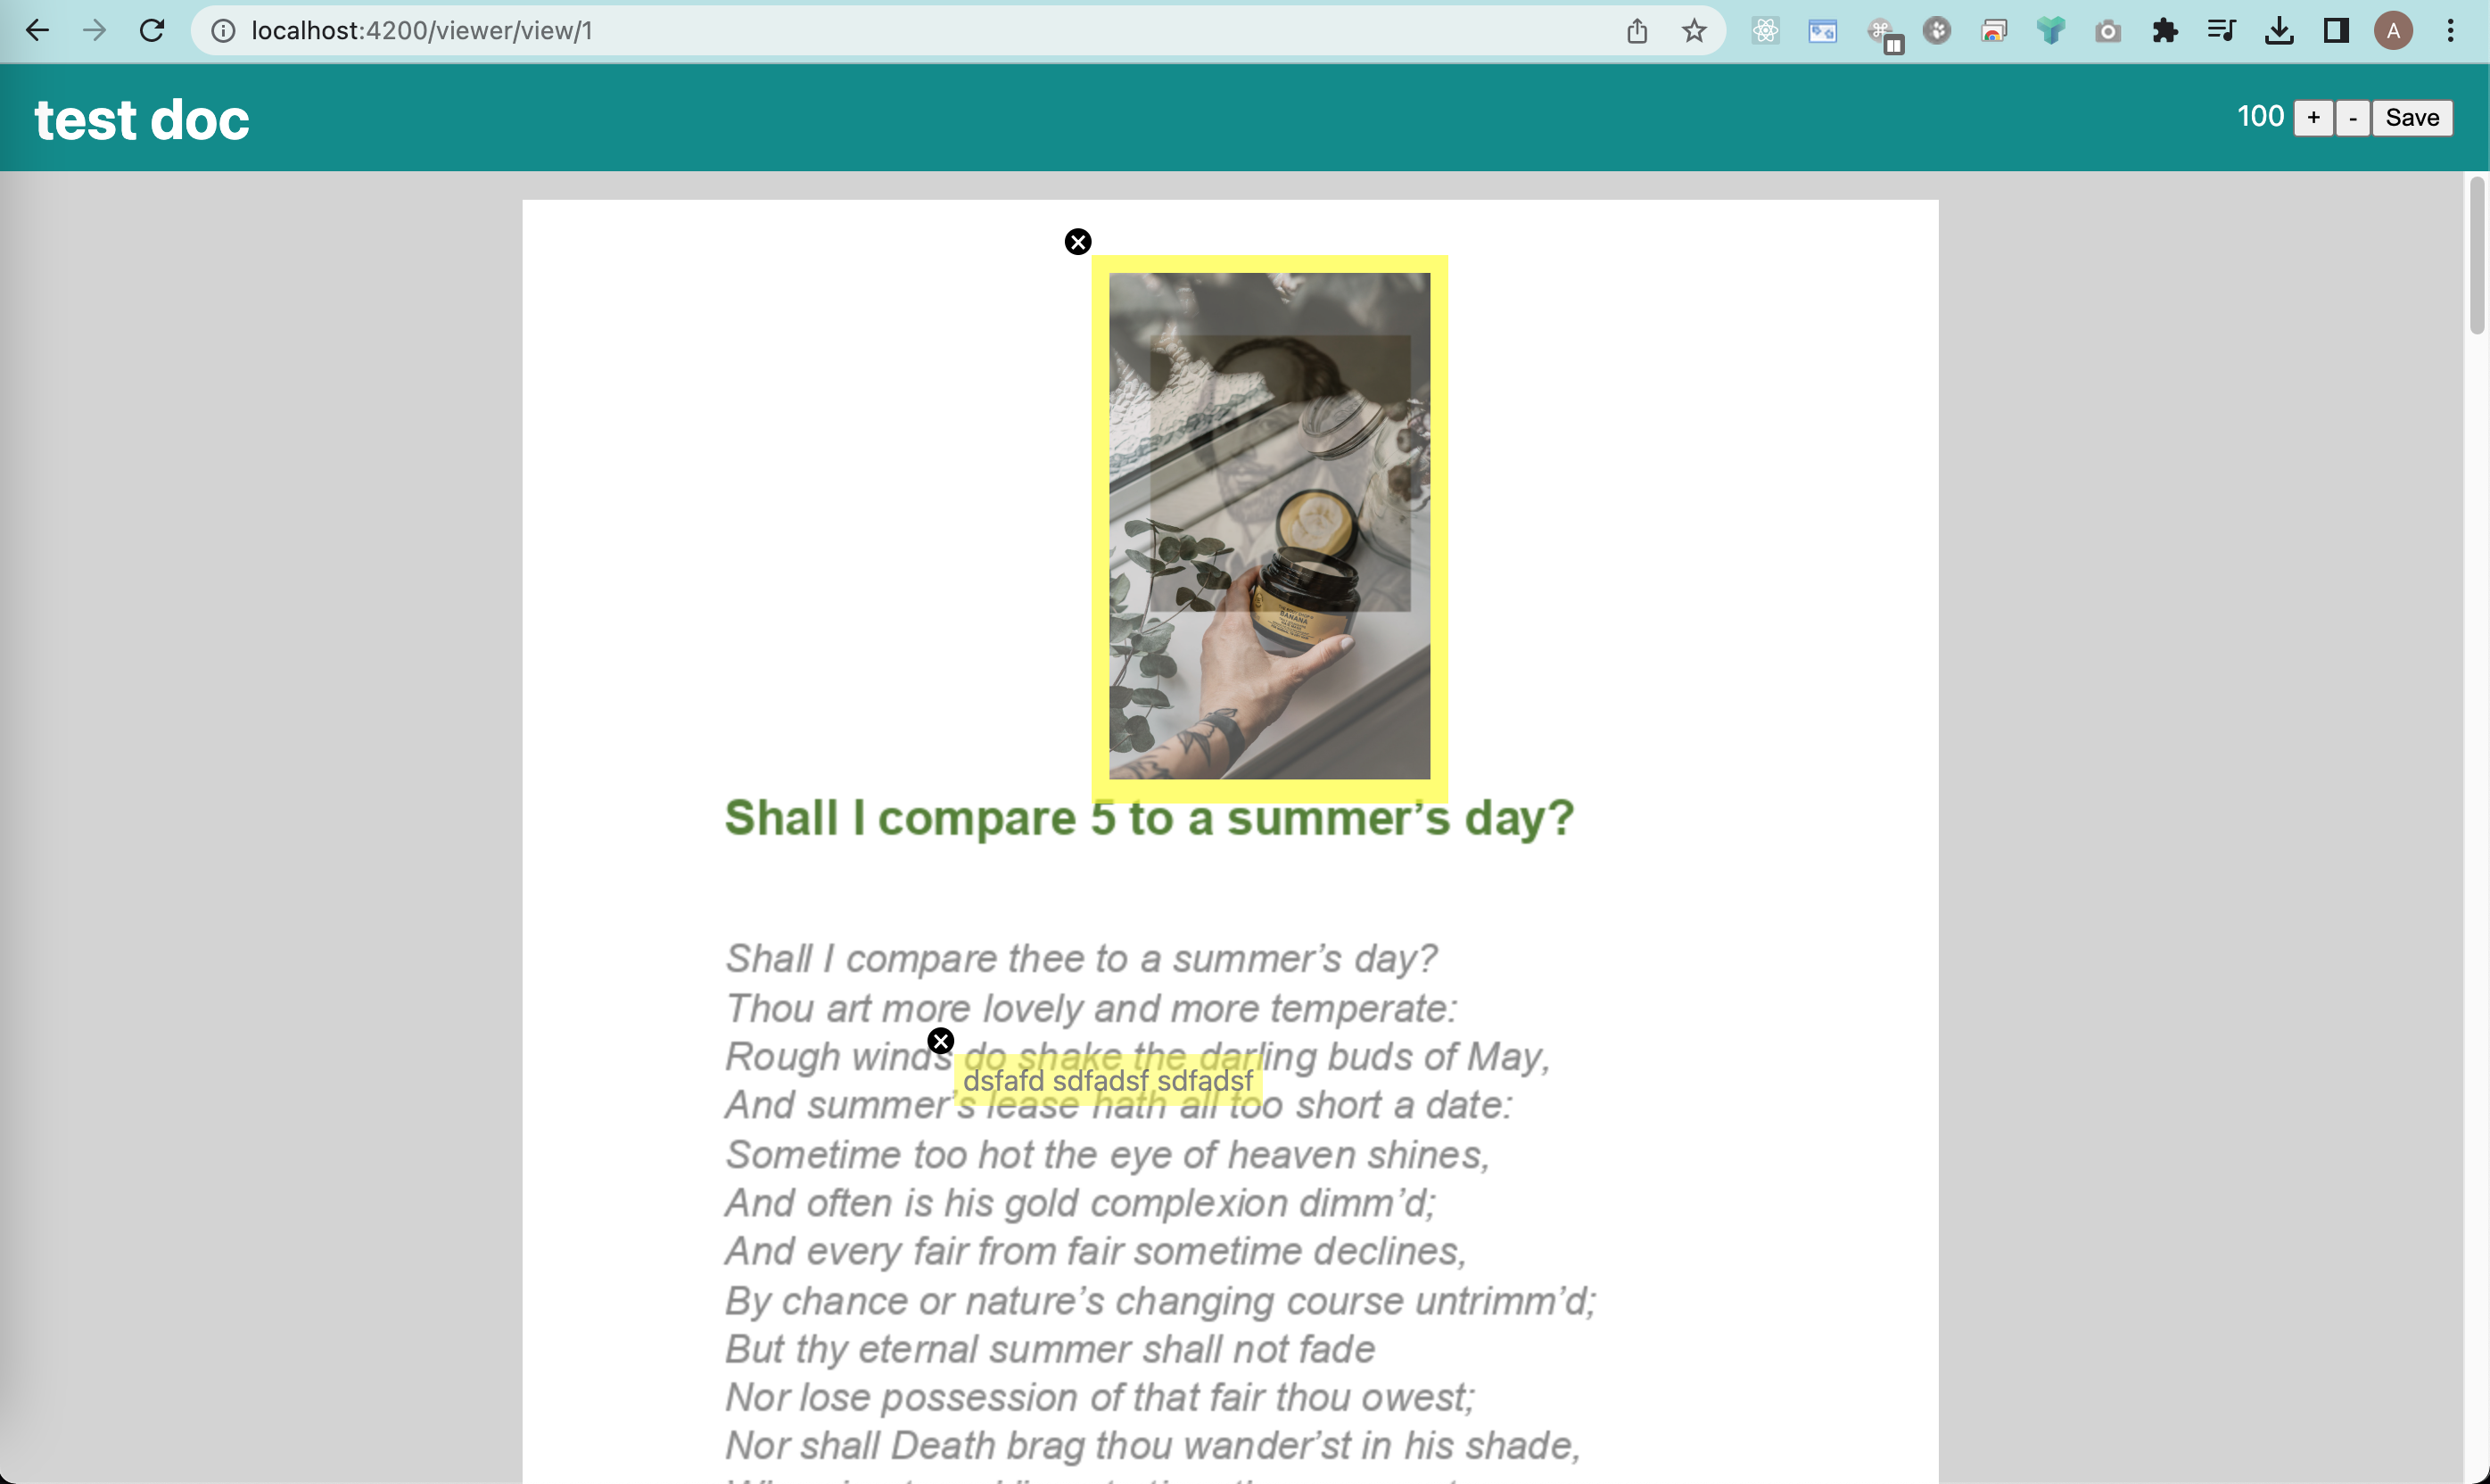 localhost:4200/viewer/view/1
A
test doc
100 + - Save
BANANA
Shall I compare 5 to a summer’s day?
Shall I compare thee to a summer’s day?
Thou art more lovely and more temperate:
Rough winds do shake the darling buds of May,
dsfafd sdfadsf sdfadsf
And summer’s lease hath all too short a date:
Sometime too hot the eye of heaven shines,
And often is his gold complexion dimm’d;
And every fair from fair sometime declines,
By chance or nature’s changing course untrimm’d;
But thy eternal summer shall not fade
Nor lose possession of that fair thou owest;
Nor shall Death brag thou wander’st in his shade,